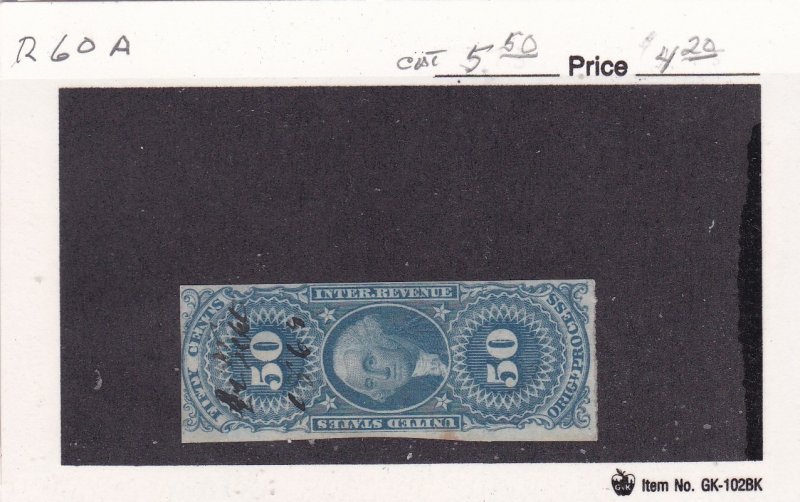 R60A
cat 5 50 Price $4 20
INTER. REVENUE
FIFTY CENTS
50
50
ORIG'L PROCESS
UNITED STATES
G&K Item No. GK-102BK